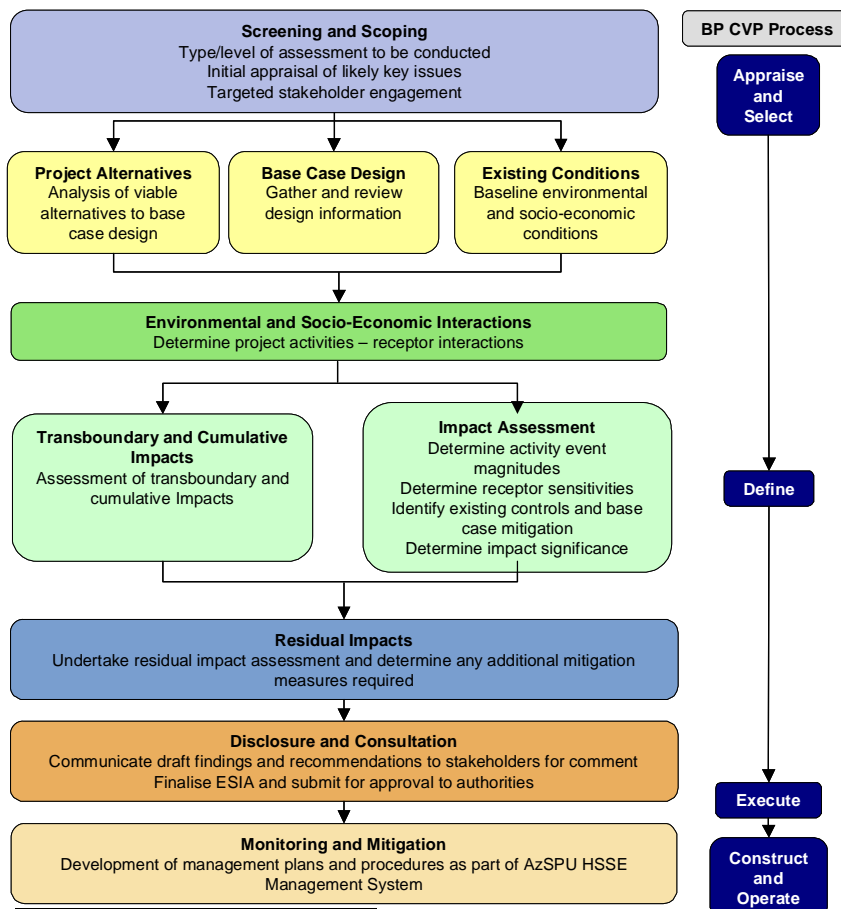 Screening and Scoping
Type/level of assessment to be conducted
Initial appraisal of likely key issues
Targeted stakeholder engagement
BP CVP Process
Appraise
and
Select
Project Alternatives
Analysis of viable
alternatives to base
case design
Base Case Design
Gather and review
design information
Existing Conditions
Baseline environmental
and socio-economic
conditions
Environmental and Socio-Economic Interactions
Determine project activities – receptor interactions
Transboundary and Cumulative
Impacts
Assessment of transboundary and
cumulative Impacts
Impact Assessment
Determine activity event
magnitudes
Determine receptor sensitivities
Identify existing controls and base
case mitigation
Determine impact significance
Define
Residual Impacts
Undertake residual impact assessment and determine any additional mitigation
measures required
Disclosure and Consultation
Communicate draft findings and recommendations to stakeholders for comment
Finalise ESIA and submit for approval to authorities
Execute
Monitoring and Mitigation
Development of management plans and procedures as part of AzSPU HSSE
Management System
Construct
and
Operate